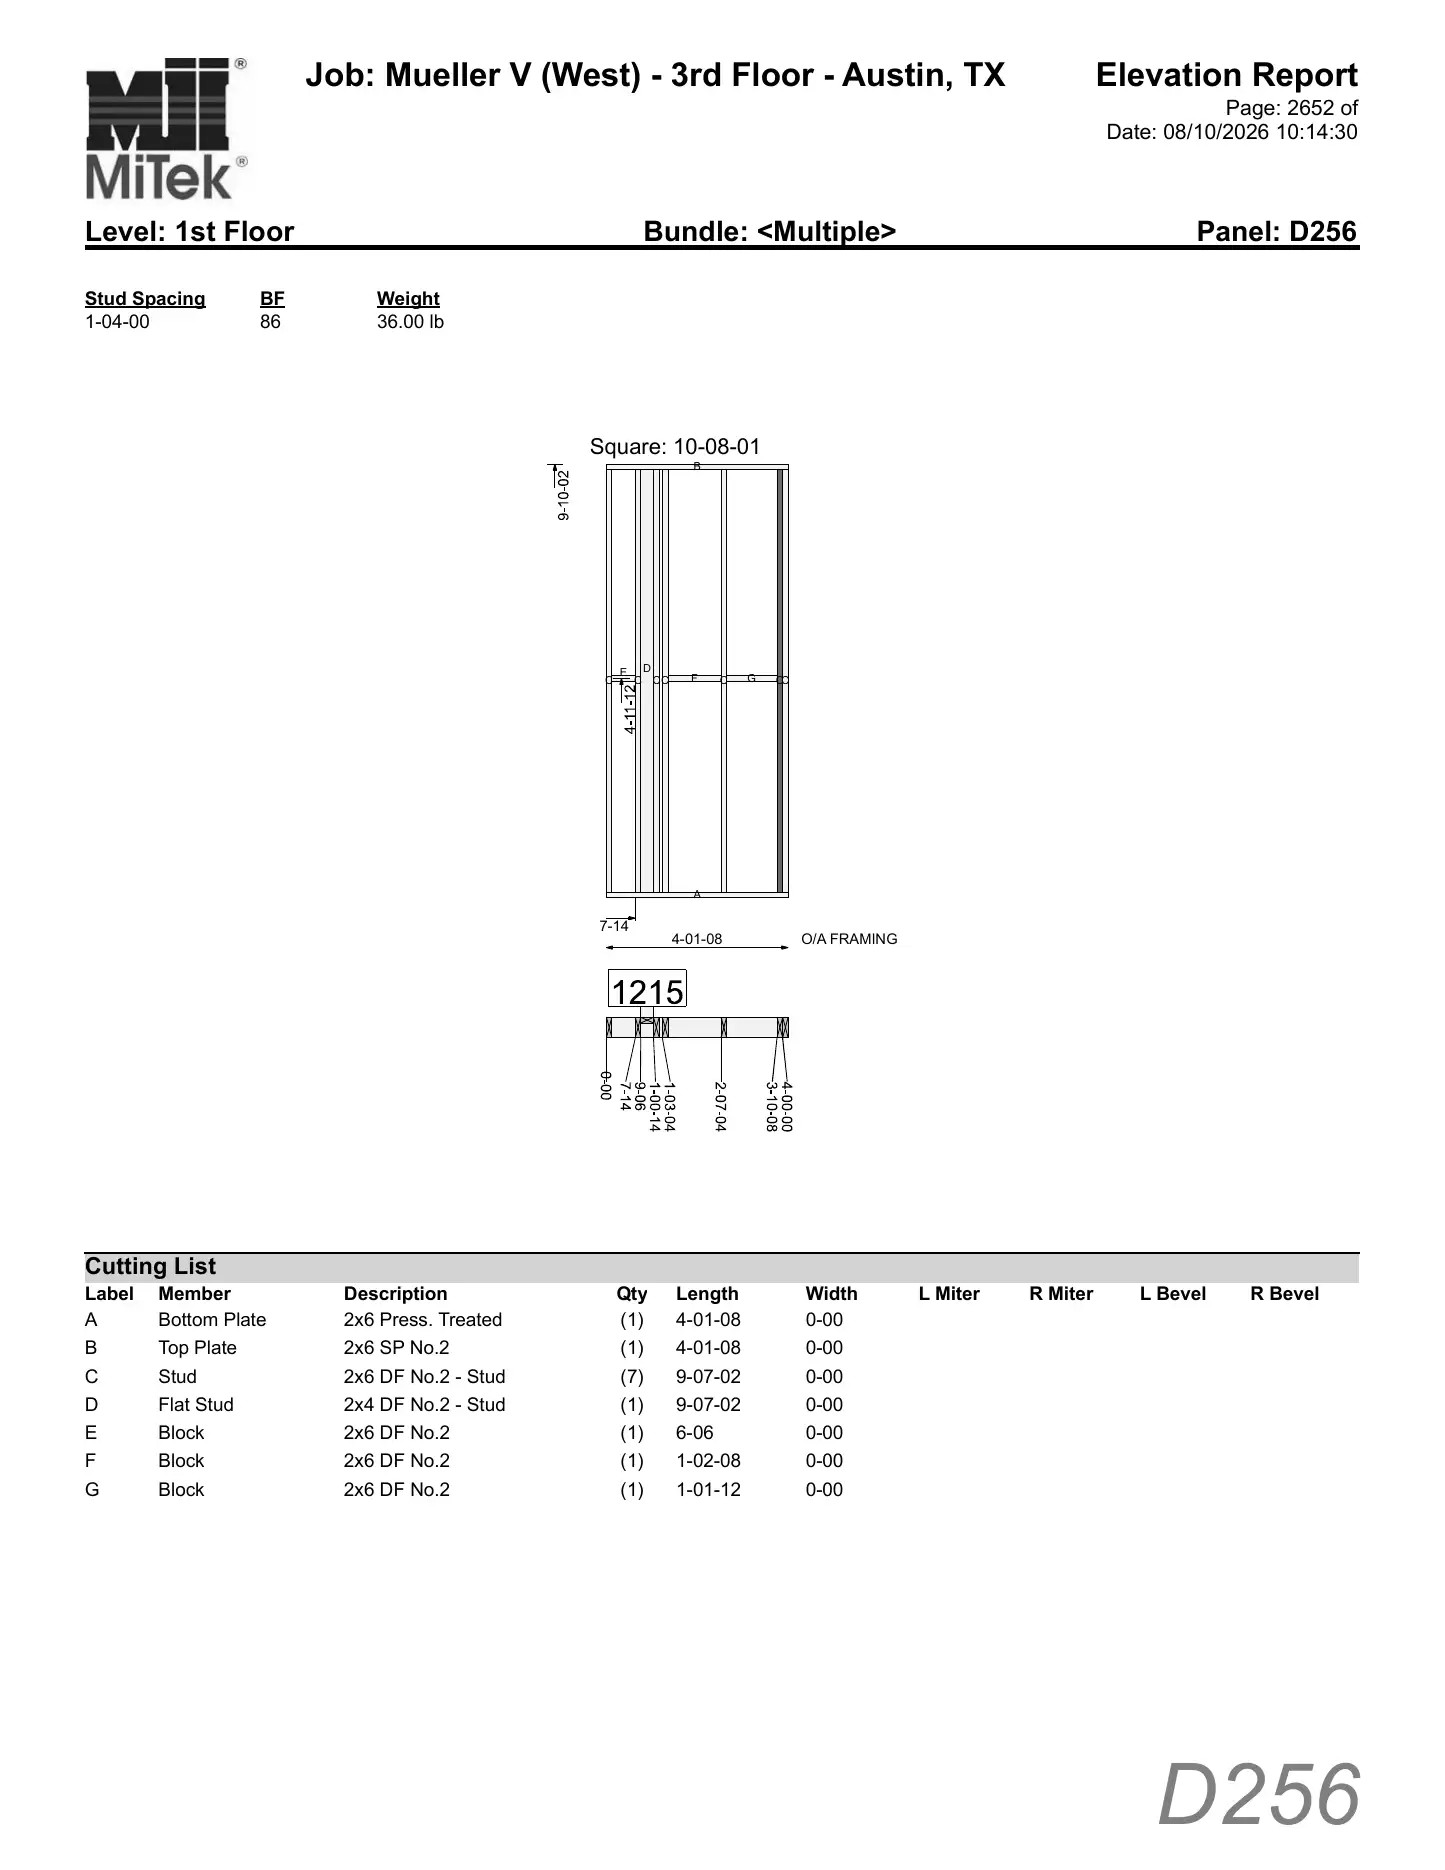 MiTek®
®
Job: Mueller V (West) - 3rd Floor - Austin, TX
Elevation Report
Page: 2652 of
Date: 08/10/2026 10:14:30
Level: 1st Floor Bundle: <Multiple> Panel: D256
Stud Spacing BF Weight
1-04-00 86 36.00 lb
Square: 10-08-01
B
9-10-02
F D F G
4-11-12
A
7-14
4-01-08 O/A FRAMING
1215
0-00 7-14 9-06 1-00-14 1-03-04 2-07-04 3-10-08 4-00-00
Cutting List
Label Member Description Qty Length Width L Miter R Miter L Bevel R Bevel
A Bottom Plate 2x6 Press. Treated (1) 4-01-08 0-00
B Top Plate 2x6 SP No.2 (1) 4-01-08 0-00
C Stud 2x6 DF No.2 - Stud (7) 9-07-02 0-00
D Flat Stud 2x4 DF No.2 - Stud (1) 9-07-02 0-00
E Block 2x6 DF No.2 (1) 6-06 0-00
F Block 2x6 DF No.2 (1) 1-02-08 0-00
G Block 2x6 DF No.2 (1) 1-01-12 0-00
D256